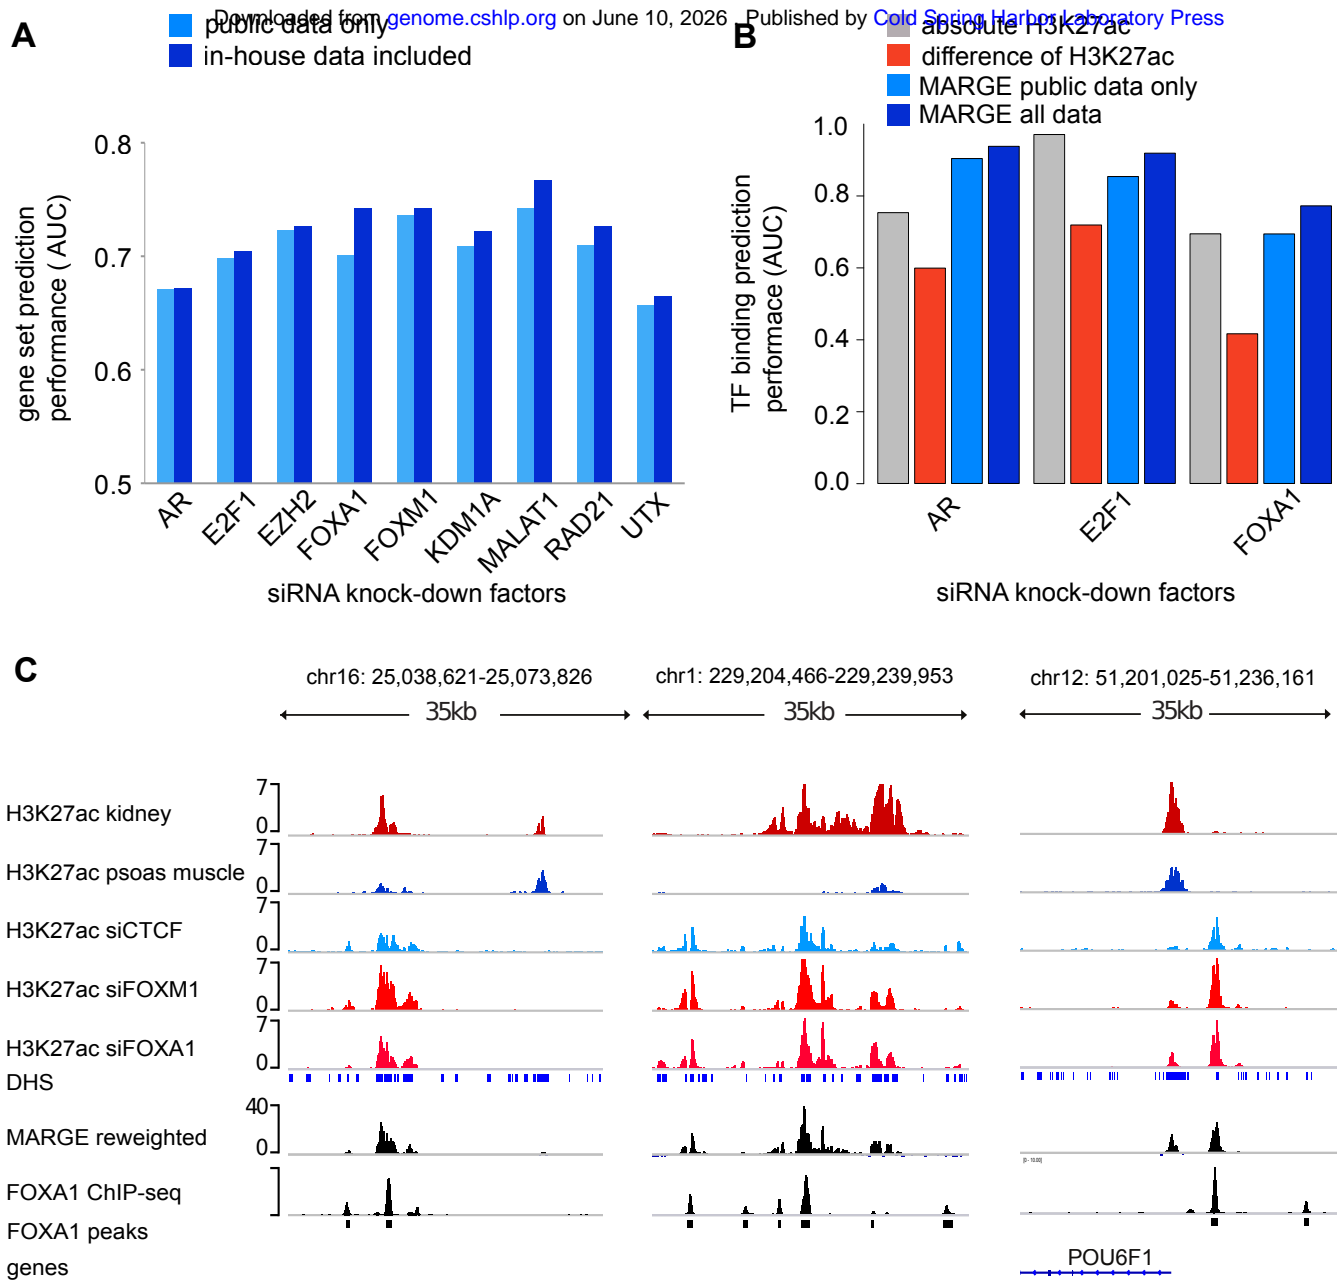 Downloaded from genome.cshlp.org on June 10, 2026 - Published by Cold Spring Harbor Laboratory Press
A
public data only
in-house data included
gene set prediction
performance ( AUC)
0.8
0.7
0.6
0.5
AR
E2F1
EZH2
FOXA1
FOXM1
KDM1A
MALAT1
RAD21
UTX
siRNA knock-down factors
B
absolute H3K27ac
difference of H3K27ac
MARGE public data only
MARGE all data
TF binding prediction
performace (AUC)
1.0
0.8
0.6
0.4
0.2
0.0
AR
E2F1
FOXA1
siRNA knock-down factors
C
chr16: 25,038,621-25,073,826
chr1: 229,204,466-229,239,953
chr12: 51,201,025-51,236,161
35kb
35kb
35kb
H3K27ac kidney
7
0
H3K27ac psoas muscle
7
0
H3K27ac siCTCF
7
0
H3K27ac siFOXM1
7
0
H3K27ac siFOXA1
7
0
DHS
MARGE reweighted
40
0
[0 - 10.00]
FOXA1 ChIP-seq
FOXA1 peaks
genes
POU6F1